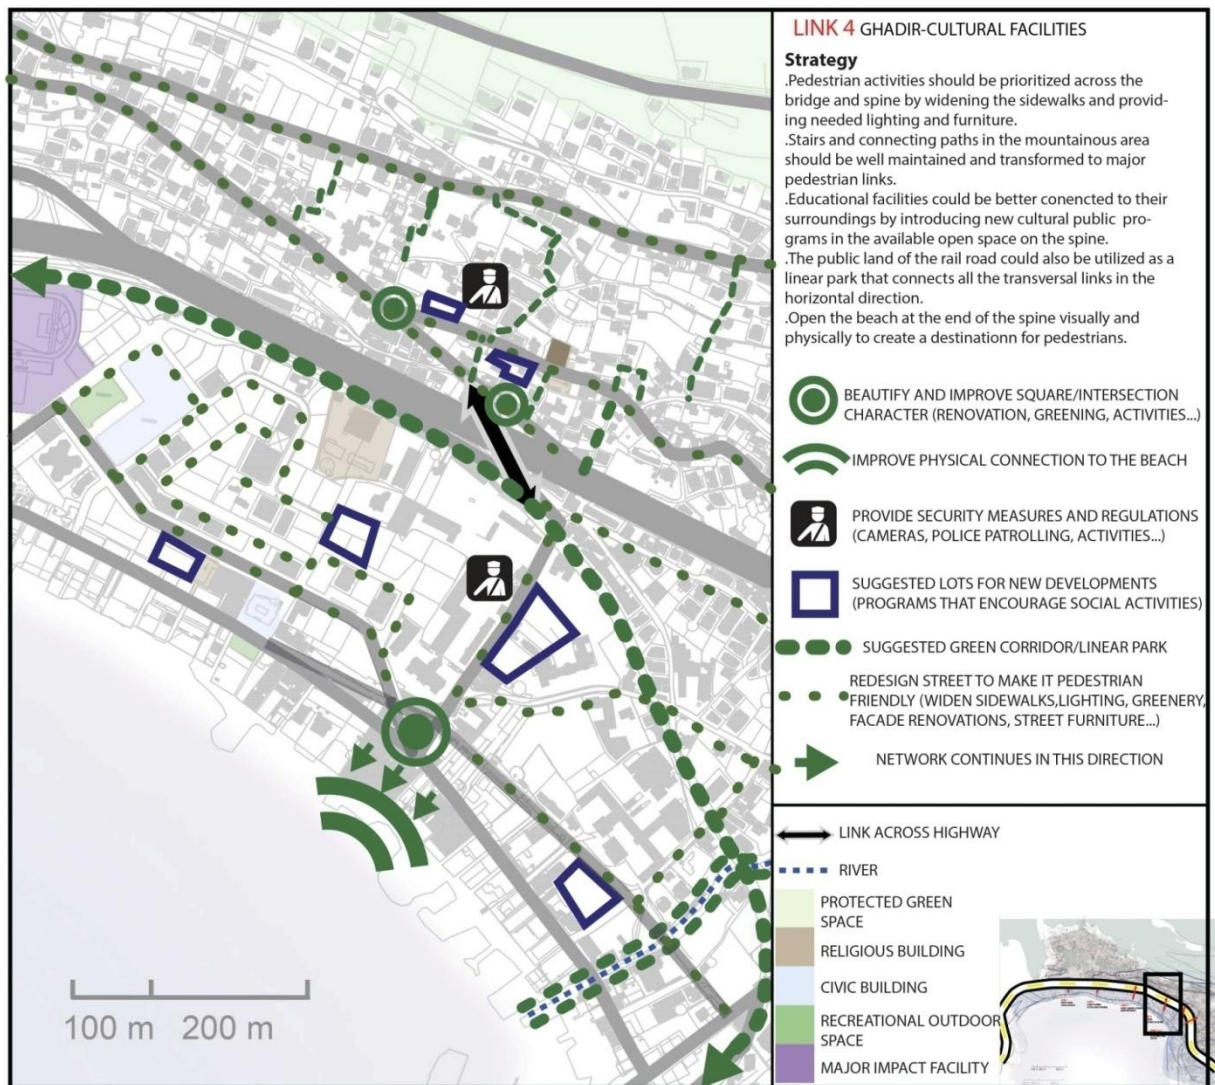 LINK 4 GHADIR-CULTURAL FACILITIES
Strategy
.Pedestrian activities should be prioritized across the
bridge and spine by widening the sidewalks and provid-
ing needed lighting and furniture.
.Stairs and connecting paths in the mountainous area
should be well maintained and transformed to major
pedestrian links.
.Educational facilities could be better conencted to their
surroundings by introducing new cultural public pro-
grams in the available open space on the spine.
.The public land of the rail road could also be utilized as a
linear park that connects all the transversal links in the
horizontal direction.
.Open the beach at the end of the spine visually and
physically to create a destinationn for pedestrians.
BEAUTIFY AND IMPROVE SQUARE/INTERSECTION
CHARACTER (RENOVATION, GREENING, ACTIVITIES...)
IMPROVE PHYSICAL CONNECTION TO THE BEACH
PROVIDE SECURITY MEASURES AND REGULATIONS
(CAMERAS, POLICE PATROLLING, ACTIVITIES...)
SUGGESTED LOTS FOR NEW DEVELOPMENTS
(PROGRAMS THAT ENCOURAGE SOCIAL ACTIVITIES)
SUGGESTED GREEN CORRIDOR/LINEAR PARK
REDESIGN STREET TO MAKE IT PEDESTRIAN
FRIENDLY (WIDEN SIDEWALKS,LIGHTING, GREENERY,
FACADE RENOVATIONS, STREET FURNITURE...)
NETWORK CONTINUES IN THIS DIRECTION
LINK ACROSS HIGHWAY
RIVER
PROTECTED GREEN
SPACE
RELIGIOUS BUILDING
CIVIC BUILDING
RECREATIONAL OUTDOOR
SPACE
MAJOR IMPACT FACILITY
100 m 200 m